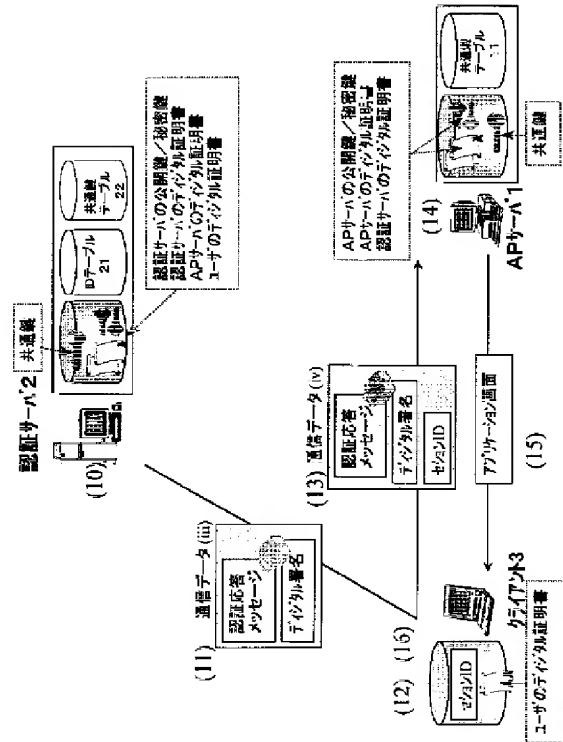 認証サーバ2
(10)
共通鍵
IDテーブル
21
共通鍵
テーブル
22
認証サーバの公開鍵/秘密鍵
認証サーバのディジタル証明書
APサーバのディジタル証明書
ユーザのディジタル証明書
(11)
通信データ(iii)
認証応答
メッセージ
ディジタル署名
(13)
通信データ(iv)
認証応答
メッセージ
ディジタル署名
セションID
(14)
APサーバ1
共通鍵
テーブル
11
共通鍵
APサーバの公開鍵/秘密鍵
APサーバのディジタル証明書
認証サーバのディジタル証明書
アプリケーション画面
(15)
(12)
(16)
クライアント3
セションID
ユーザのディジタル証明書